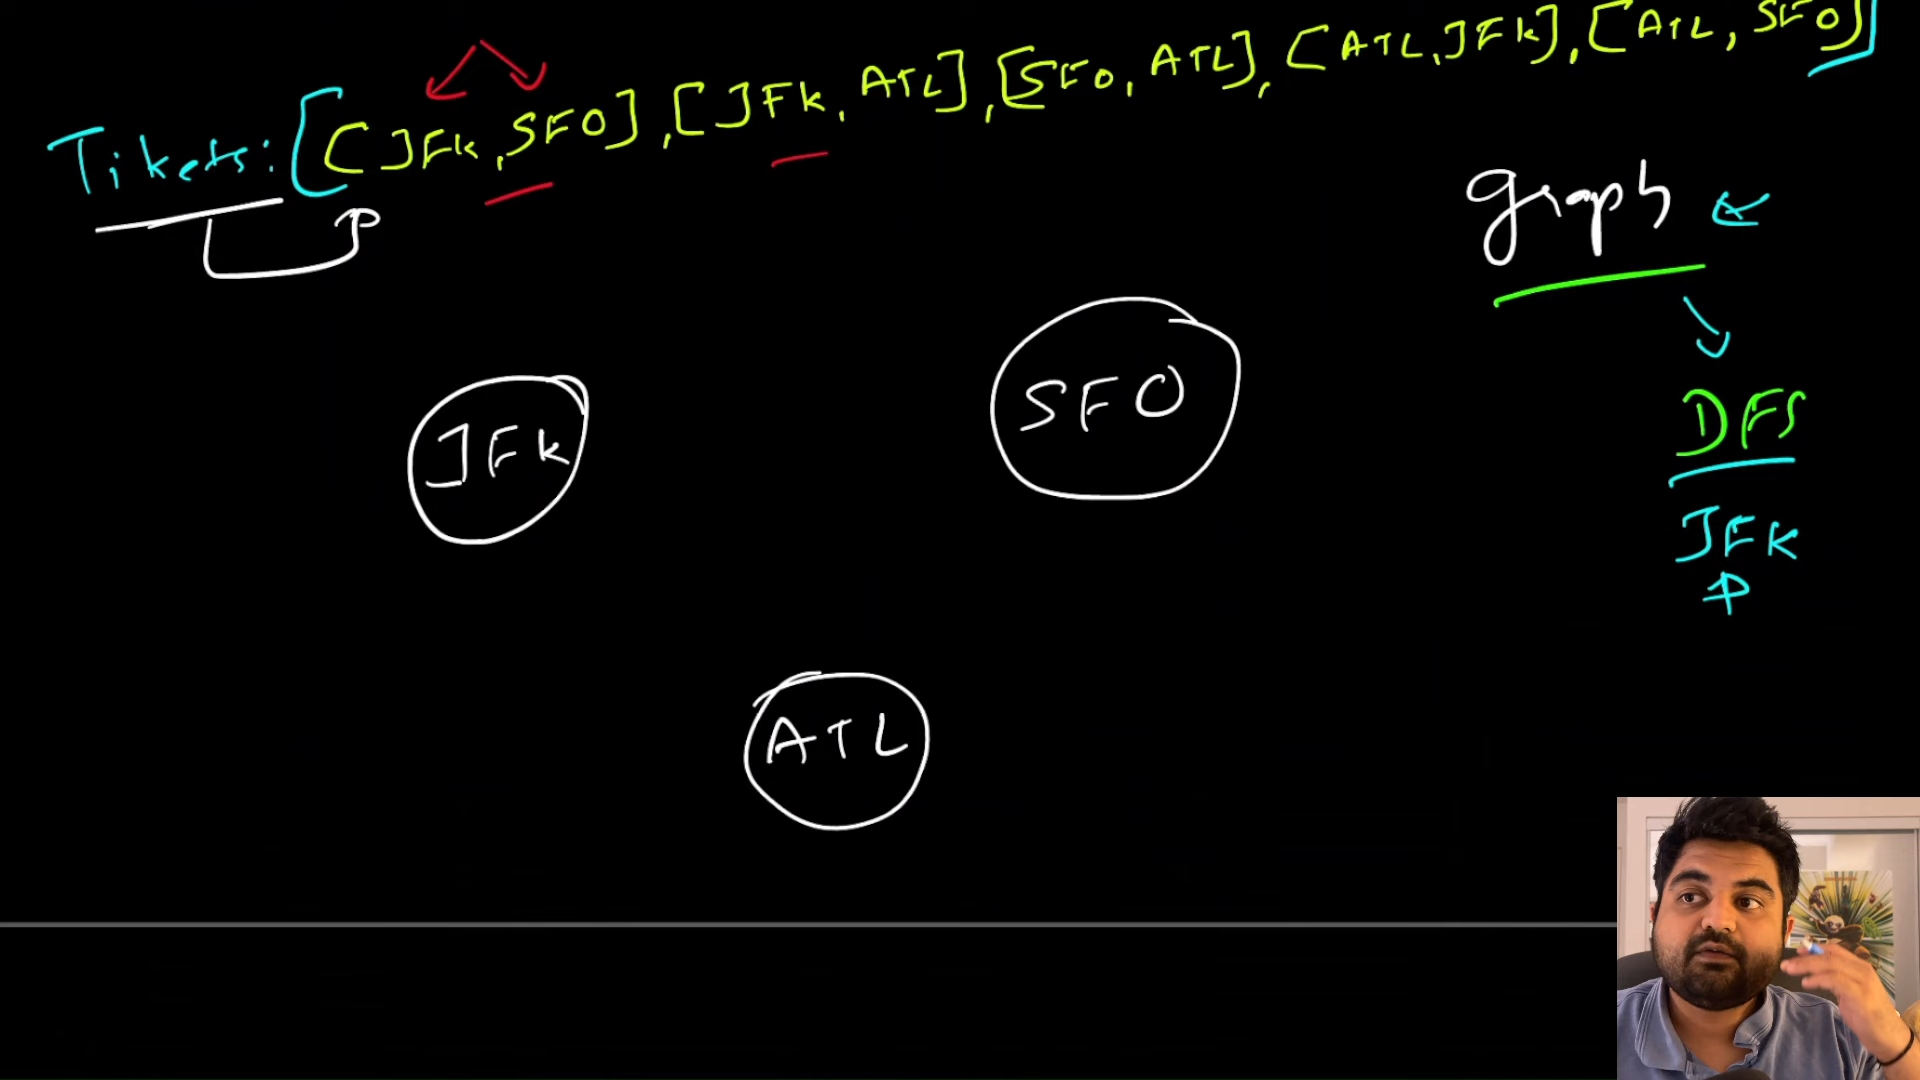 Tikets: [[JFK, SFO], [JFK, ATL], [SFO, ATL], [ATL, JFK], [ATL, SFO]]
graph
SFO
JFK
DFS
JFK
ATL